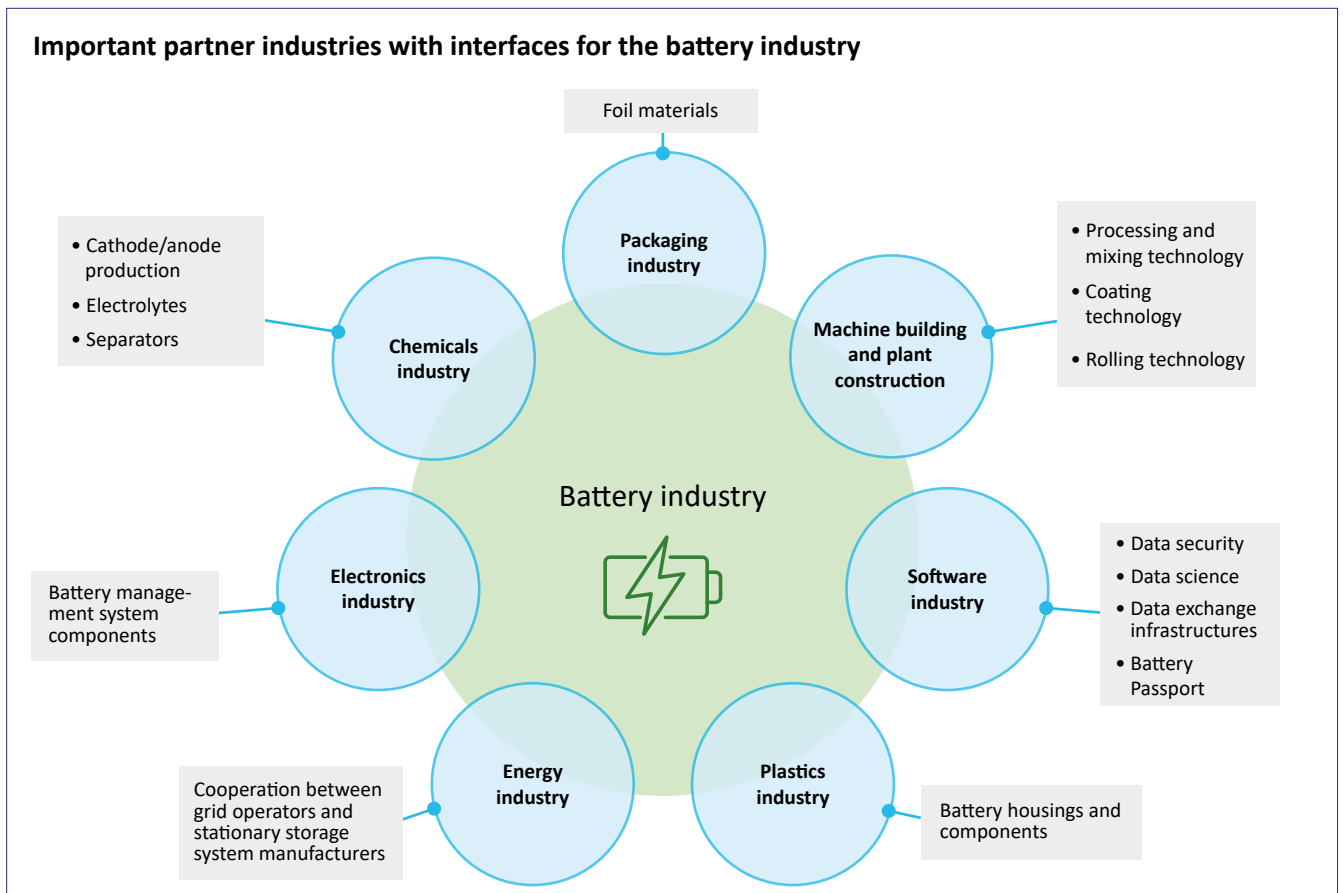 Important partner industries with interfaces for the battery industry
Foil materials
Packaging
industry
• Cathode/anode
production
• Electrolytes
• Separators
Chemicals
industry
• Processing and
mixing technology
• Coating
technology
• Rolling technology
Machine building
and plant
construction
Battery industry
Electronics
industry
Battery manage-
ment system
components
Software
industry
• Data security
• Data science
• Data exchange
infrastructures
• Battery
Passport
Energy
industry
Cooperation between
grid operators and
stationary storage
system manufacturers
Plastics
industry
Battery housings and
components